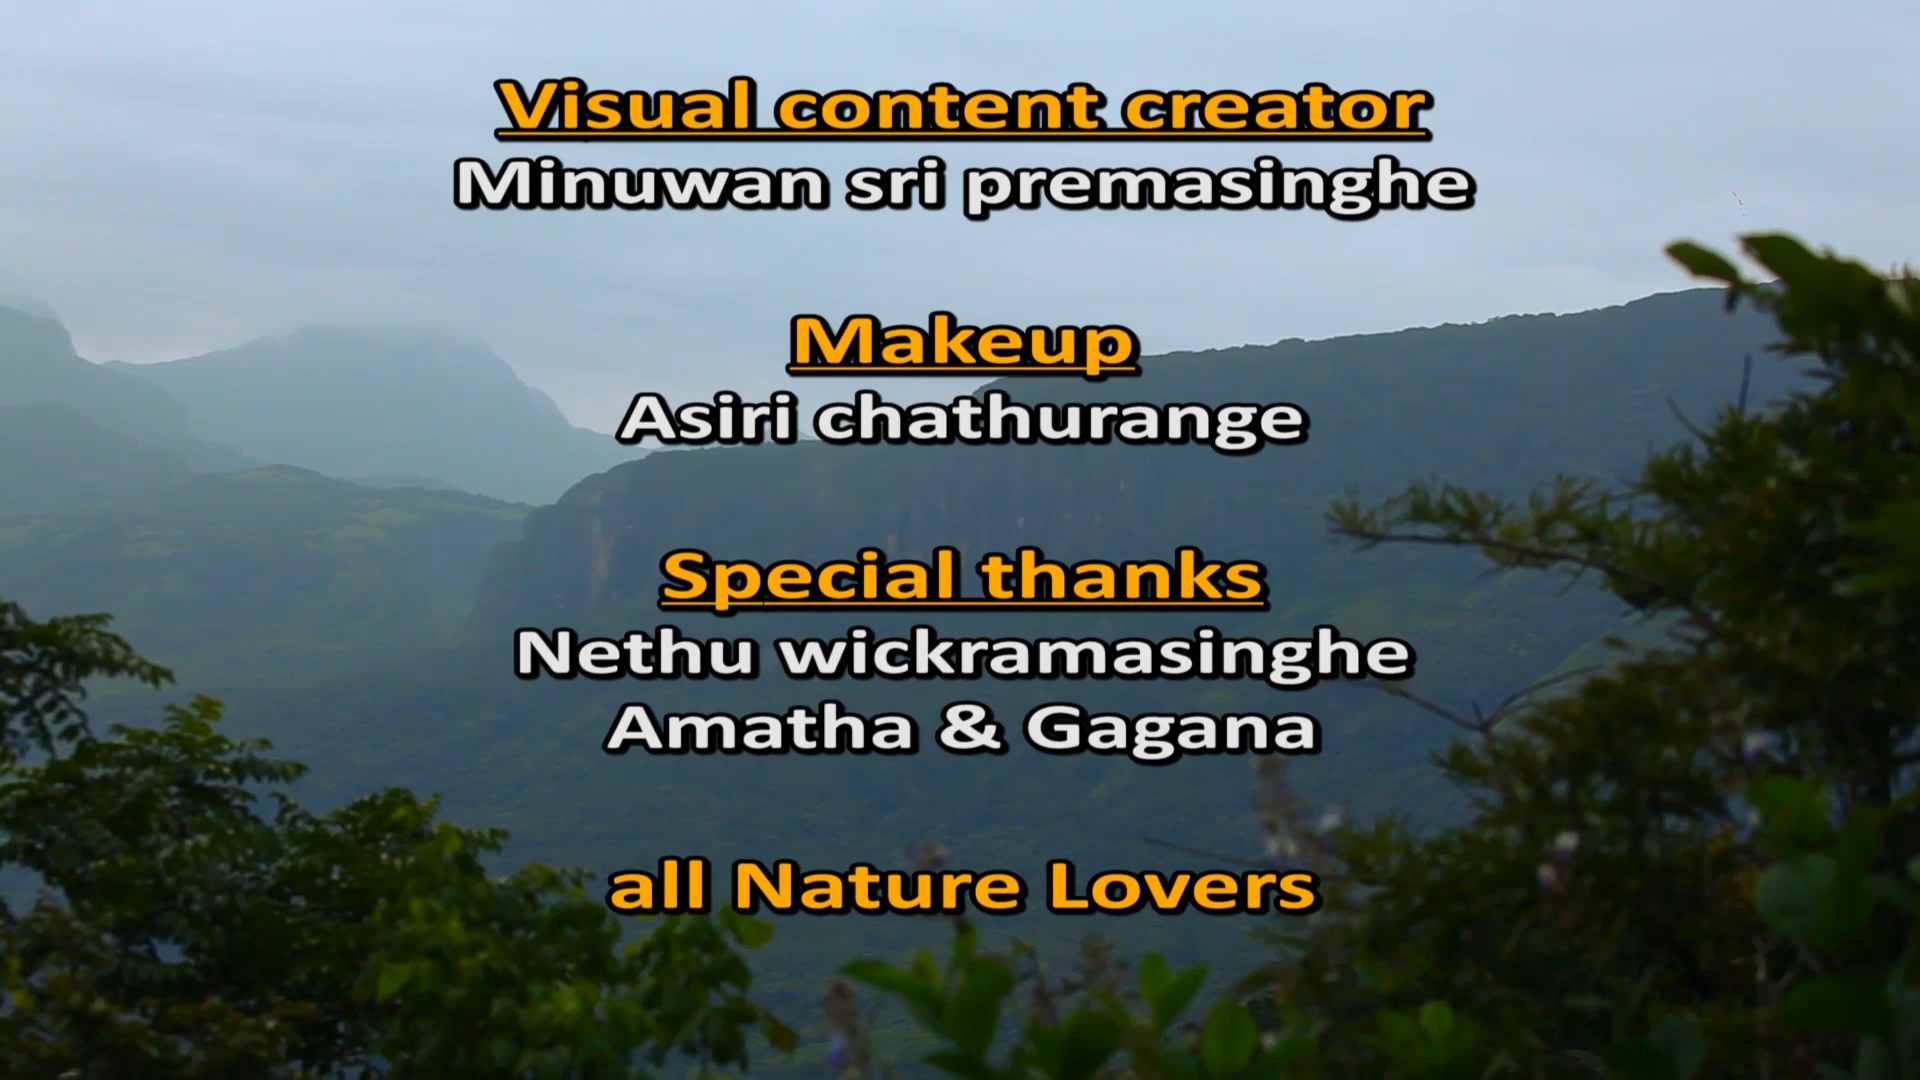 Visual content creator
Minuwan sri premasinghe
Makeup
Asiri chathurange
Special thanks
Nethu wickramasinghe
Amatha & Gagana
all Nature Lovers